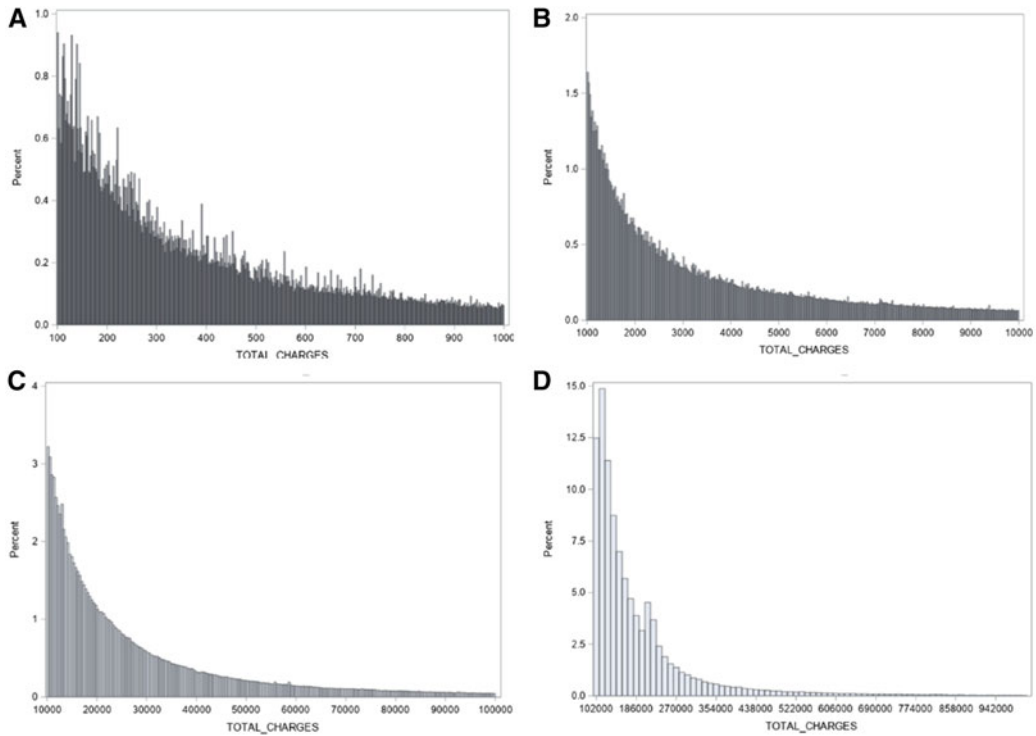 A
1.0
0.8
0.6
0.4
0.2
0.0
Percent
100 200 300 400 500 600 700 800 900 1000
TOTAL_CHARGES
B
2.0
1.5
1.0
0.5
0.0
Percent
1000 2000 3000 4000 5000 6000 7000 8000 9000 10000
TOTAL_CHARGES
C
4
3
2
1
0
Percent
10000 20000 30000 40000 50000 60000 70000 80000 90000 100000
TOTAL_CHARGES
D
15.0
12.5
10.0
7.5
5.0
2.5
0.0
Percent
102000 186000 270000 354000 438000 522000 606000 690000 774000 858000 942000
TOTAL_CHARGES